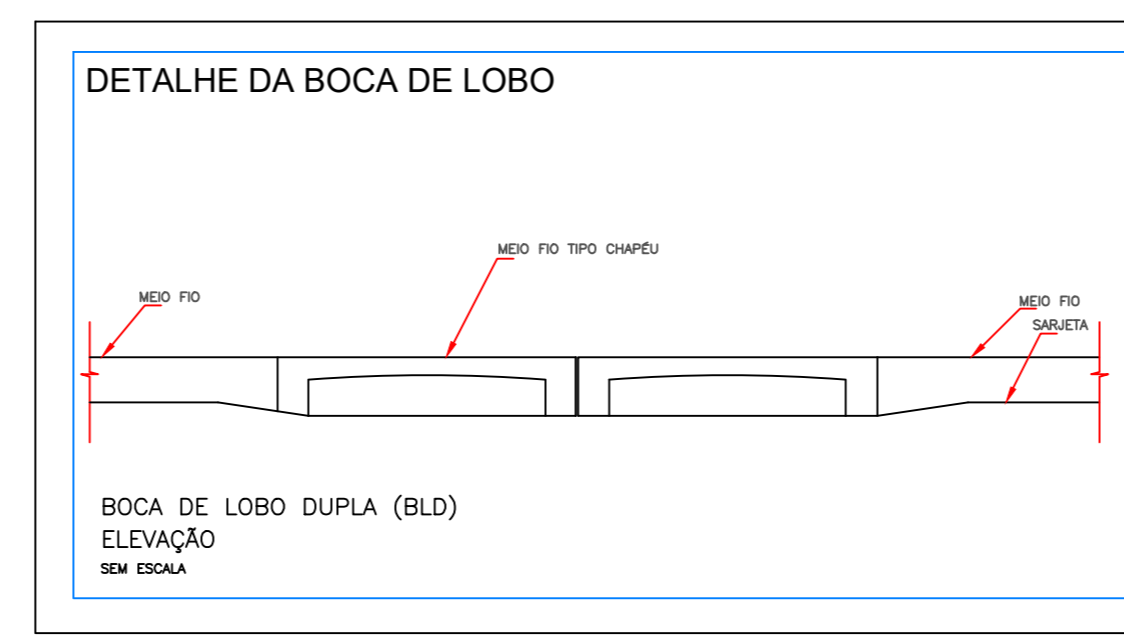 DETALHE DA BOCA DE LOBO
MEIO FIO TIPO CHAPÉU
MEIO FIO
MEIO FIO
SARJETA
BOCA DE LOBO DUPLA (BLD)
ELEVAÇÃO
SEM ESCALA